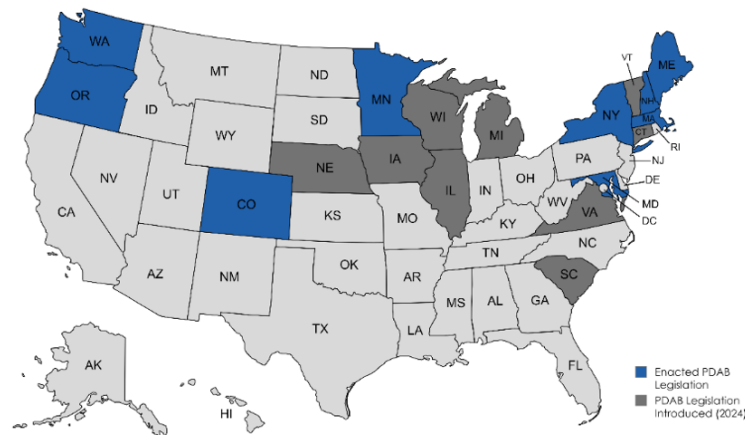 WA
MT
ND
MN
VT
ME
OR
ID
SD
WI
MI
NY
NH
MA
CT
RI
WY
NE
IA
PA
NJ
NV
UT
CO
IL
IN
OH
DE
MD
DC
CA
KS
MO
KY
WV
VA
AZ
NM
OK
AR
TN
NC
SC
TX
LA
MS
AL
GA
FL
AK
HI
Enacted PDAB
Legislation
PDAB Legislation
Introduced (2024)